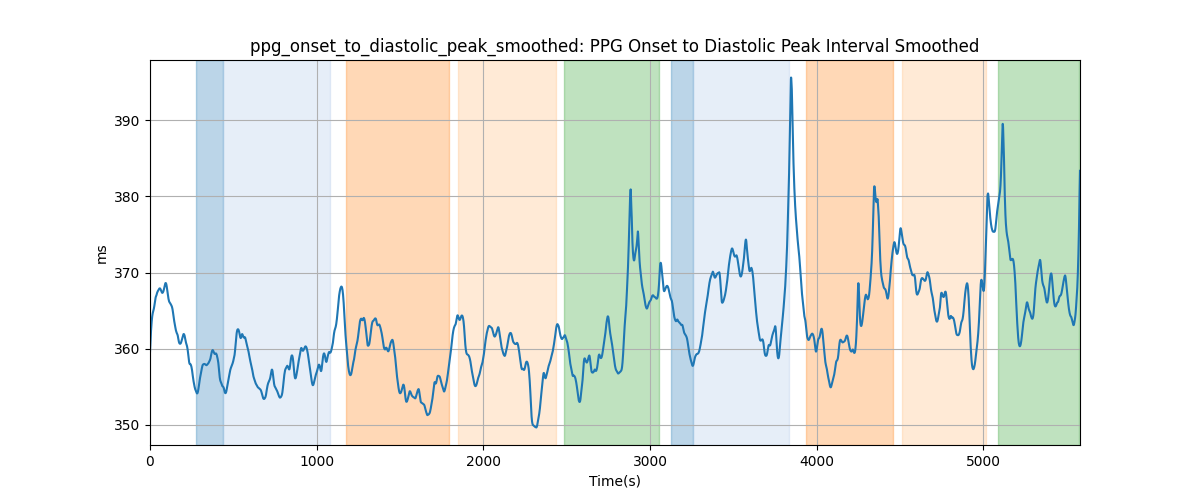 ppg_onset_to_diastolic_peak_smoothed: PPG Onset to Diastolic Peak Interval Smoothed
390
380
370
360
350
ms
0 1000 2000 3000 4000 5000
Time(s)